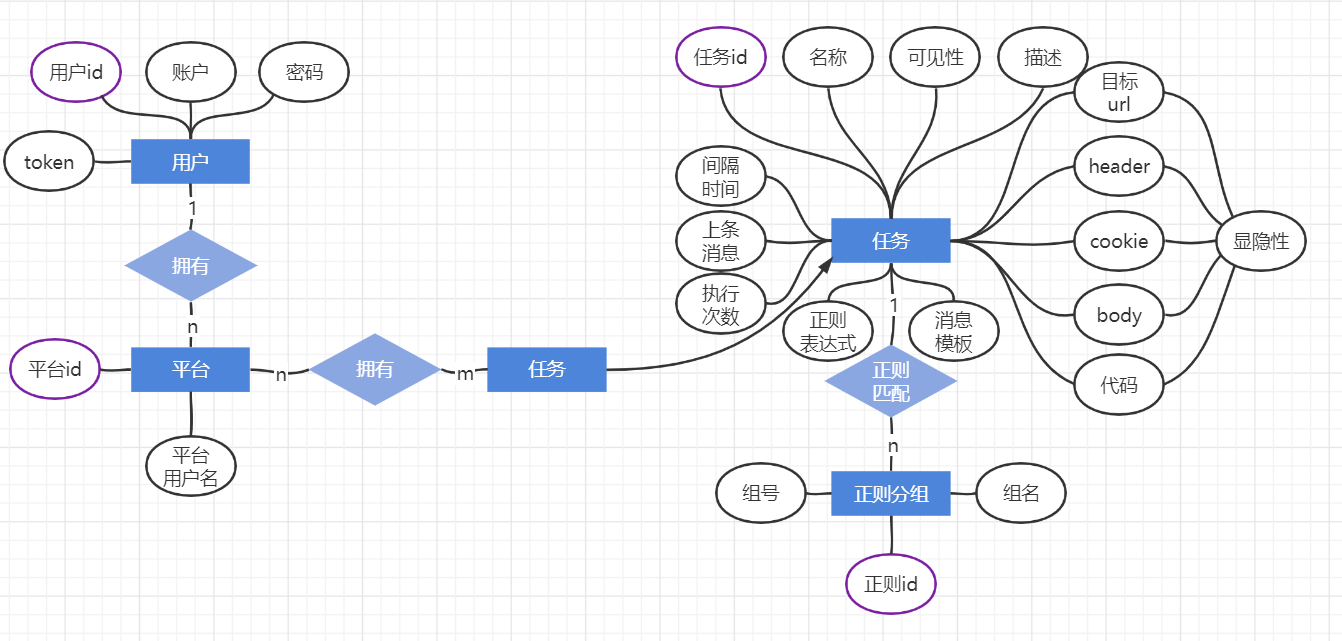 用户id
账户
密码
token
用户
1
拥有
n
平台id
平台
n
拥有
m
任务
平台
用户名
任务id
名称
可见性
描述
目标
url
间隔
时间
header
上条
消息
任务
cookie
显隐性
执行
次数
1
正则
表达式
消息
模板
body
正则
匹配
代码
n
组号
正则分组
组名
正则id